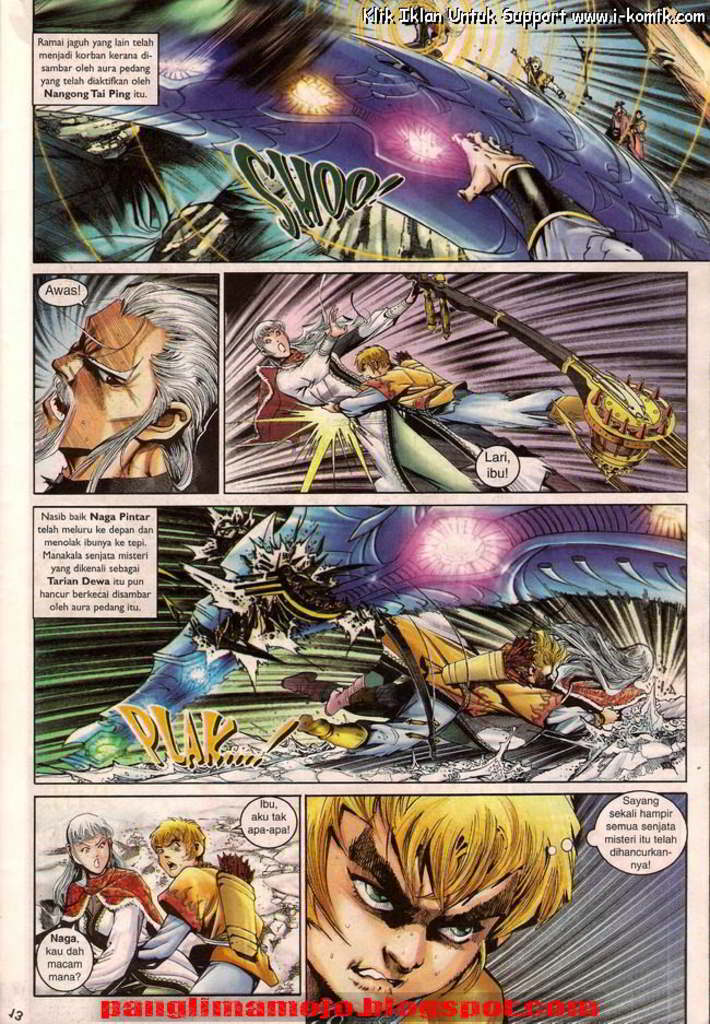 Klik Iklan Untuk Support www.i-komik.com
Ramai jaguh yang lain telah
menjadi korban kerana di-
sambar oleh aura pedang
yang telah diaktifkan oleh
Nangong Tai Ping itu.
SHOO!
Awas!
Lari,
ibu!
Nasib baik Naga Pintar
telah meluru ke depan dan
menolak ibunya ke tepi.
Manakala senjata misteri
yang dikenali sebagai
Tarian Dewa itu pun
hancur berkecai disambar
oleh aura pedang itu.
PLAK....!
Ibu,
aku tak
apa-apa!
Naga,
kau dah
macam
mana?
Sayang
sekali hampir
semua senjata
misteri itu telah
dihancurkan-
nya!
13
panglimamoto.blogspot.com